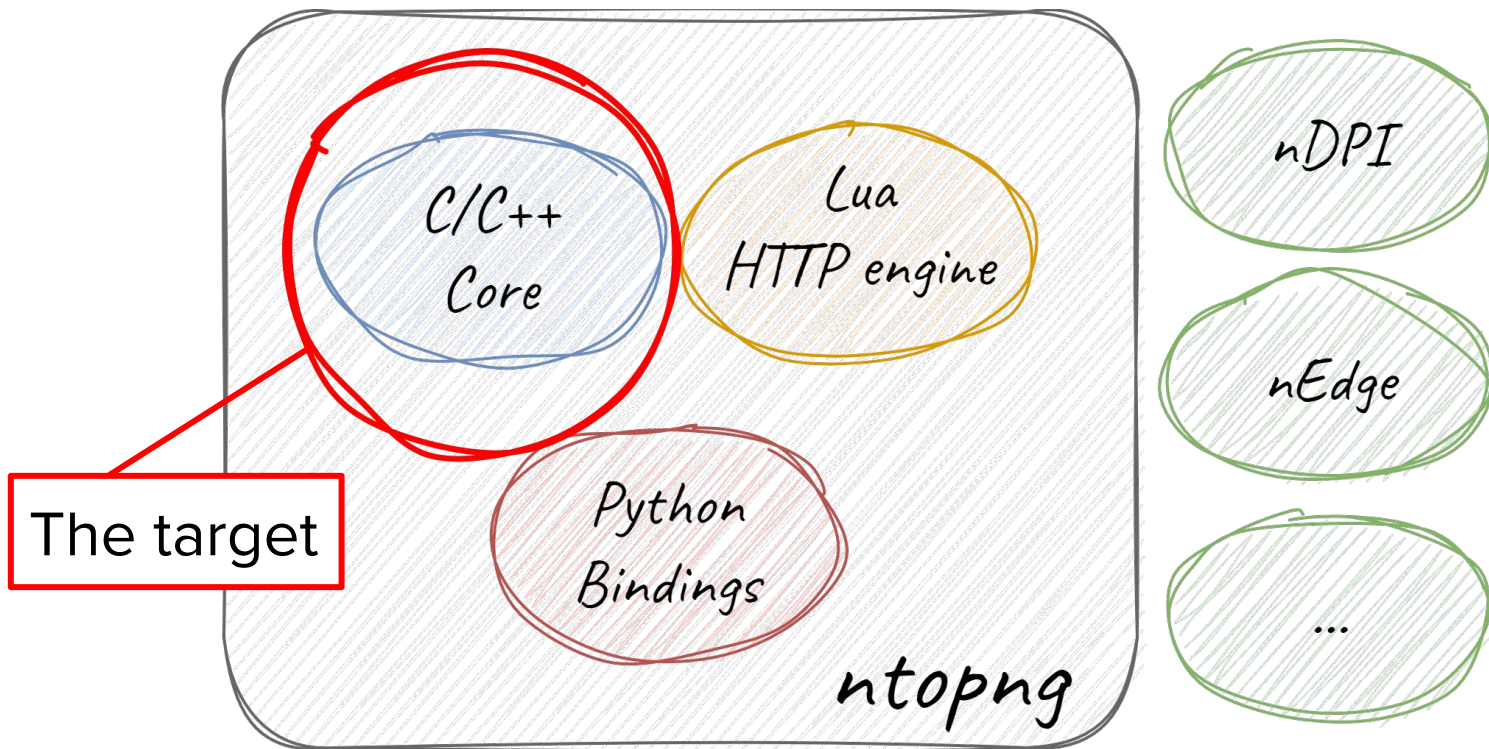 C/C++
Core
Lua
HTTP engine
nDPI
nEdge
The target
Python
Bindings
...
ntopng